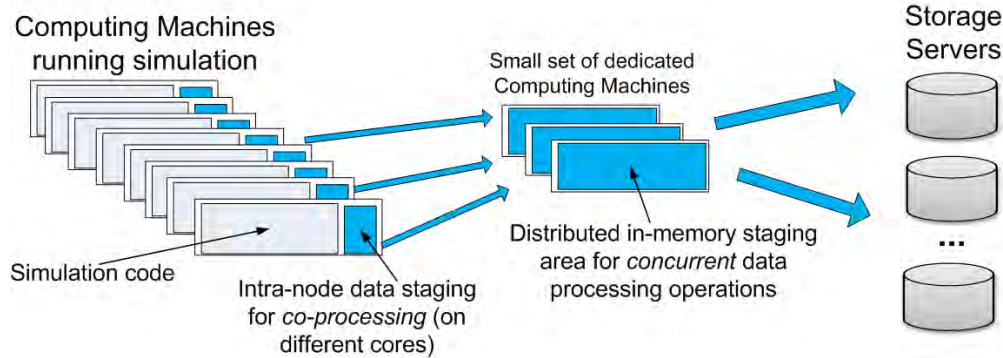 Computing Machines
running simulation
Small set of dedicated
Computing Machines
Storage
Servers
Simulation code
Intra-node data staging
for co-processing (on
different cores)
Distributed in-memory staging
area for concurrent data
processing operations
...